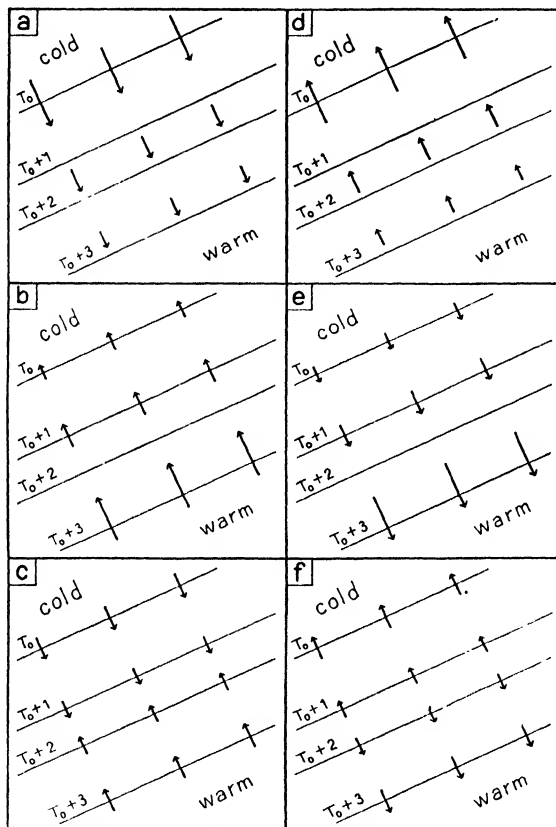 a
cold
T₀
T₀+1
T₀+2
T₀+3
warm
d
cold
T₀
T₀+1
T₀+2
T₀+3
warm
b
cold
T₀
T₀+1
T₀+2
T₀+3
warm
e
cold
T₀
T₀+1
T₀+2
T₀+3
warm
c
cold
T₀
T₀+1
T₀+2
T₀+3
warm
f
cold
T₀
T₀+1
T₀+2
T₀+3
warm